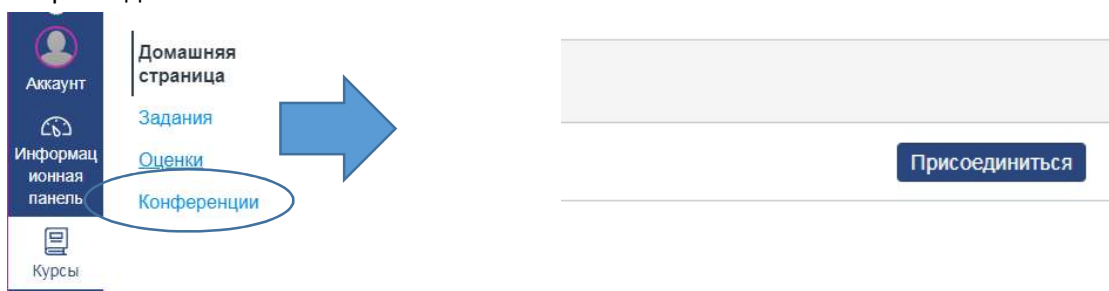 Аккаунт
Информац
ионная
панель
Курсы
Домашняя
страница
Задания
Оценки
Конференции
Присоединиться